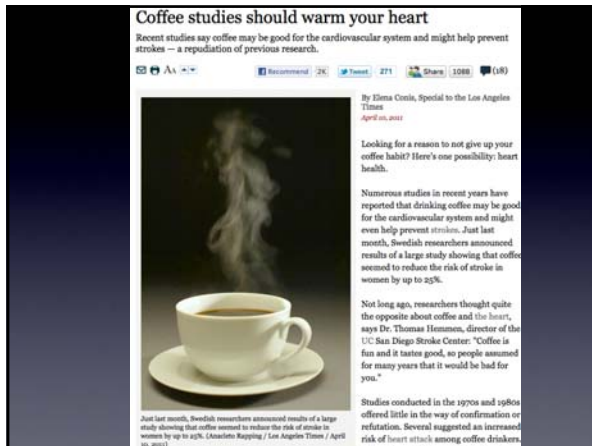 Coffee studies should warm your heart
Recent studies say coffee may be good for the cardiovascular system and might help prevent
strokes — a repudiation of previous research.
AA Recommend 2K Tweet 271 Share 1088 (18)
Just last month, Swedish researchers announced results of a large
study showing that coffee seemed to reduce the risk of stroke in
women by up to 25%. (Anacleto Rapping / Los Angeles Times / April
10, 2011)
By Elena Conis, Special to the Los Angeles
Times
April 10, 2011
Looking for a reason to not give up your
coffee habit? Here's one possibility: heart
health.
Numerous studies in recent years have
reported that drinking coffee may be good
for the cardiovascular system and might
even help prevent strokes. Just last
month, Swedish researchers announced
results of a large study showing that coffee
seemed to reduce the risk of stroke in
women by up to 25%.
Not long ago, researchers thought quite
the opposite about coffee and the heart,
says Dr. Thomas Hemmen, director of the
UC San Diego Stroke Center: "Coffee is
fun and it tastes good, so people assumed
for many years that it would be bad for
you."
Studies conducted in the 1970s and 1980s
offered little in the way of confirmation or
refutation. Several suggested an increased
risk of heart attack among coffee drinkers.